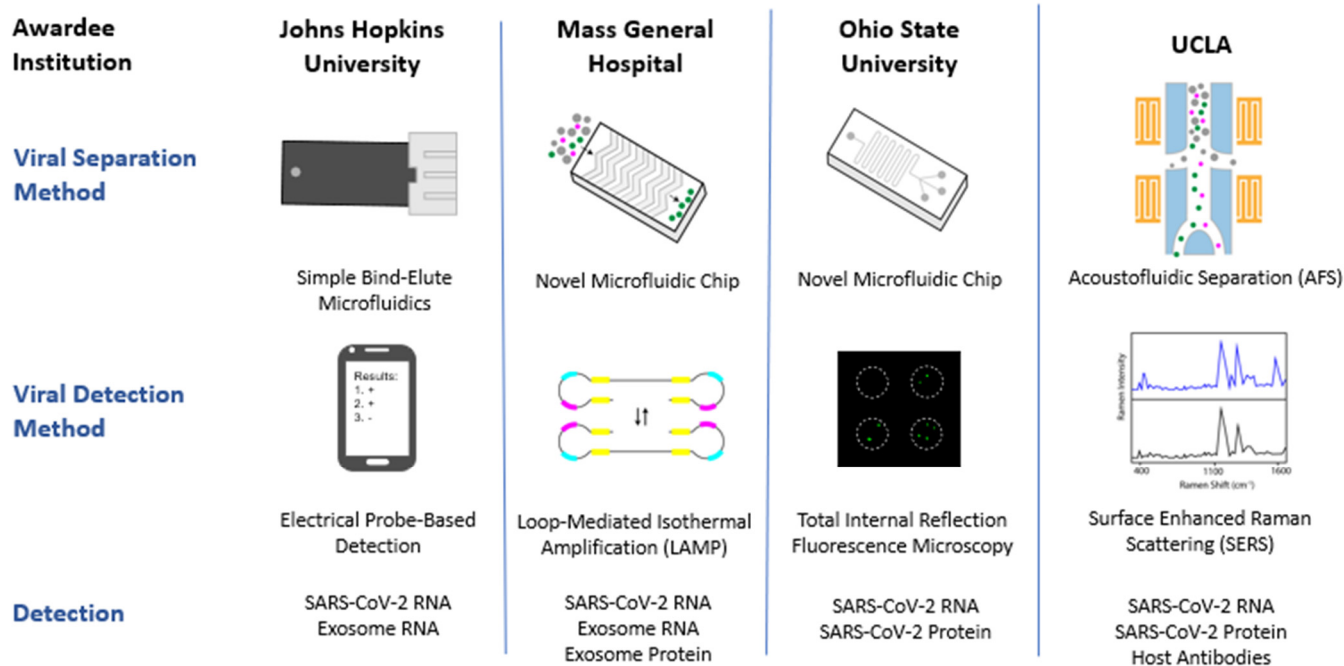 Awardee
Institution
Johns Hopkins
University
Mass General
Hospital
Ohio State
University
UCLA
Viral Separation
Method
Simple Bind-Elute
Microfluidics
Novel Microfluidic Chip
Novel Microfluidic Chip
Acoustofluidic Separation (AFS)
Viral Detection
Method
Results:
1. +
2. +
3. -
Ramen Intensity
400
1100
1600
Ramen Shift (cm⁻¹)
Electrical Probe-Based
Detection
Loop-Mediated Isothermal
Amplification (LAMP)
Total Internal Reflection
Fluorescence Microscopy
Surface Enhanced Raman
Scattering (SERS)
Detection
SARS-CoV-2 RNA
Exosome RNA
SARS-CoV-2 RNA
Exosome RNA
Exosome Protein
SARS-CoV-2 RNA
SARS-CoV-2 Protein
SARS-CoV-2 RNA
SARS-CoV-2 Protein
Host Antibodies